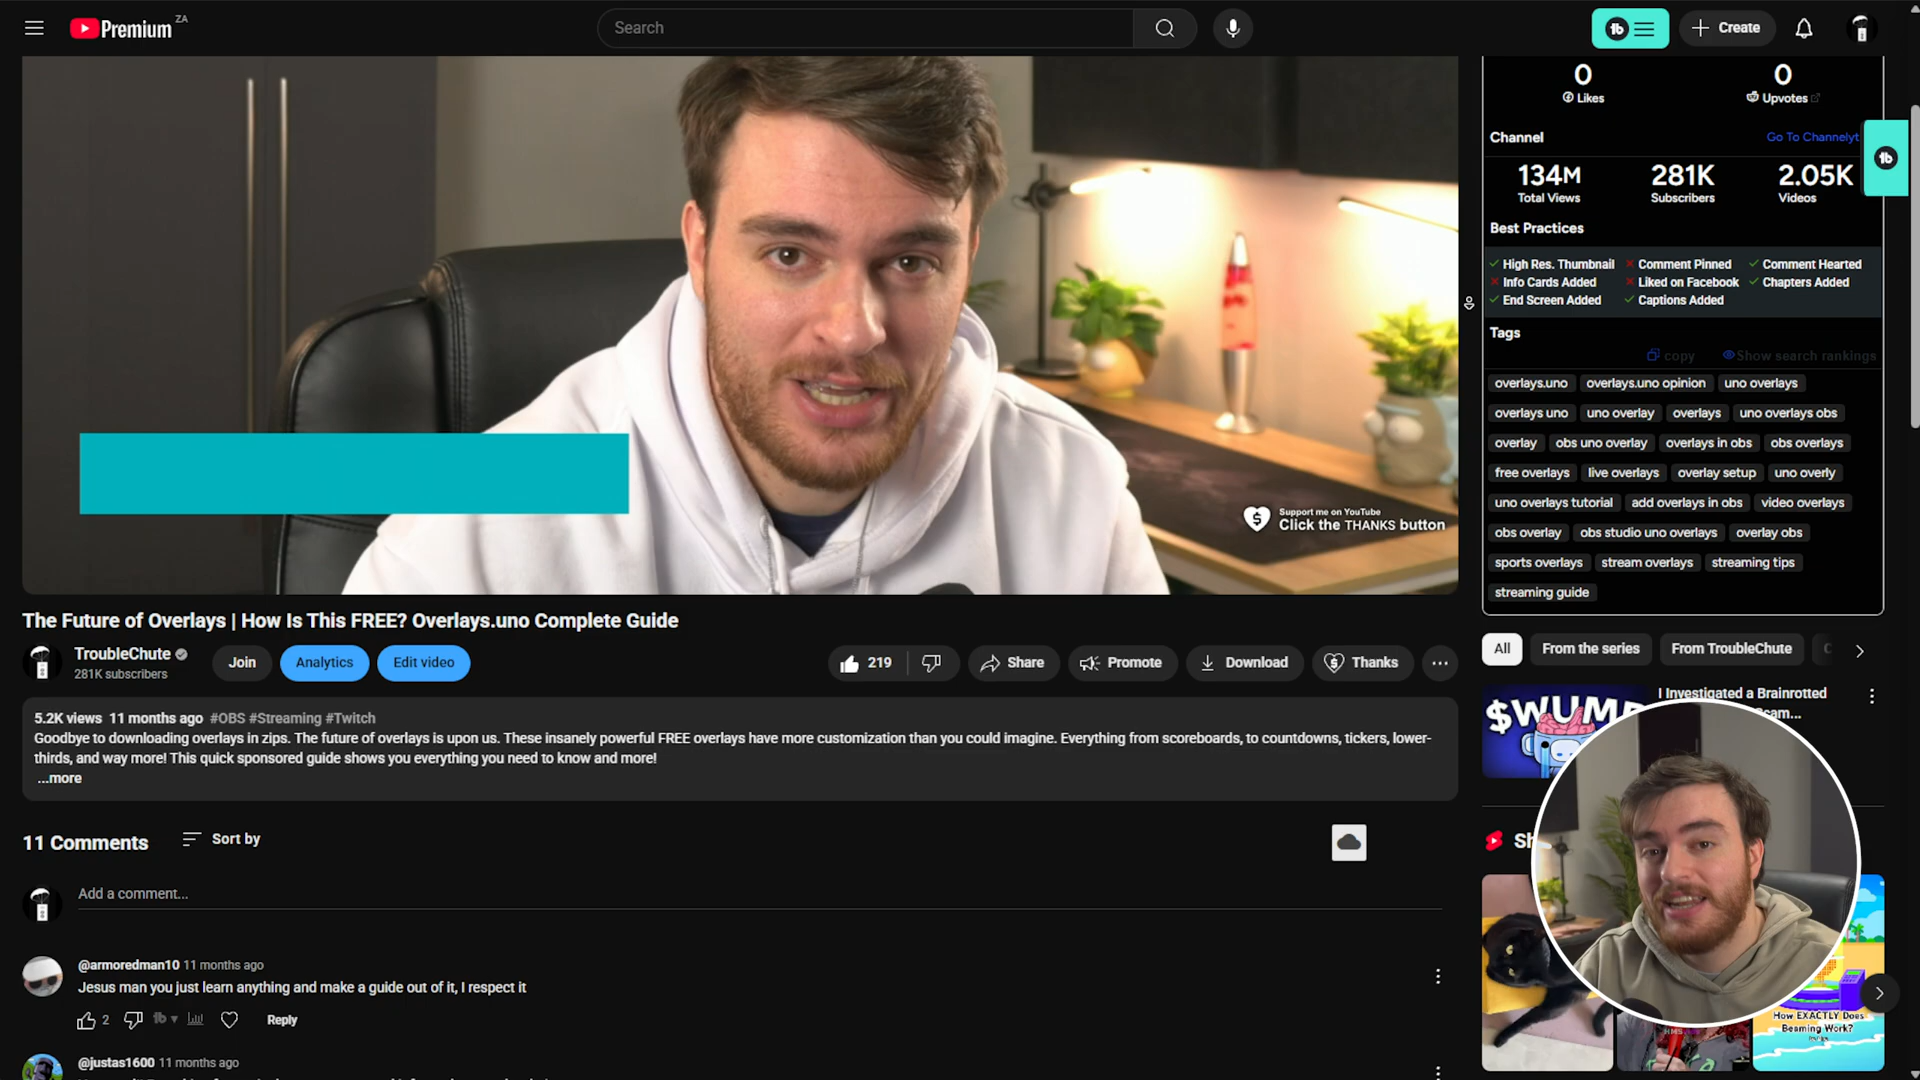 Premium ZA
Search
Create
0
Likes
0
Upvotes
Channel
Go To Channelyt
134M
Total Views
281K
Subscribers
2.05K
Videos
Best Practices
High Res. Thumbnail
Comment Pinned
Comment Hearted
Info Cards Added
Liked on Facebook
Chapters Added
End Screen Added
Captions Added
Tags
copy
Show search rankings
overlays.uno
overlays.uno opinion
uno overlays
overlays uno
uno overlay
overlays
uno overlays obs
overlay
obs uno overlay
overlays in obs
obs overlays
free overlays
live overlays
overlay setup
uno overly
uno overlays tutorial
add overlays in obs
video overlays
obs overlay
obs studio uno overlays
overlay obs
sports overlays
stream overlays
streaming tips
streaming guide
Support me on YouTube
Click the THANKS button
The Future of Overlays | How Is This FREE? Overlays.uno Complete Guide
TroubleChute
281K subscribers
Join
Analytics
Edit video
219
Share
Promote
Download
Thanks
5.2K views 11 months ago #OBS #Streaming #Twitch
Goodbye to downloading overlays in zips. The future of overlays is upon us. These insanely powerful FREE overlays have more customization than you could imagine. Everything from scoreboards, to countdowns, tickers, lower-
thirds, and way more! This quick sponsored guide shows you everything you need to know and more!
...more
11 Comments
Sort by
Add a comment...
@armoredman10 11 months ago
Jesus man you just learn anything and make a guide out of it, I respect it
2
Reply
@justas1600 11 months ago
All
From the series
From TroubleChute
I Investigated a Brainrotted
$WUM
How EXACTLY Does
Beaming Work?